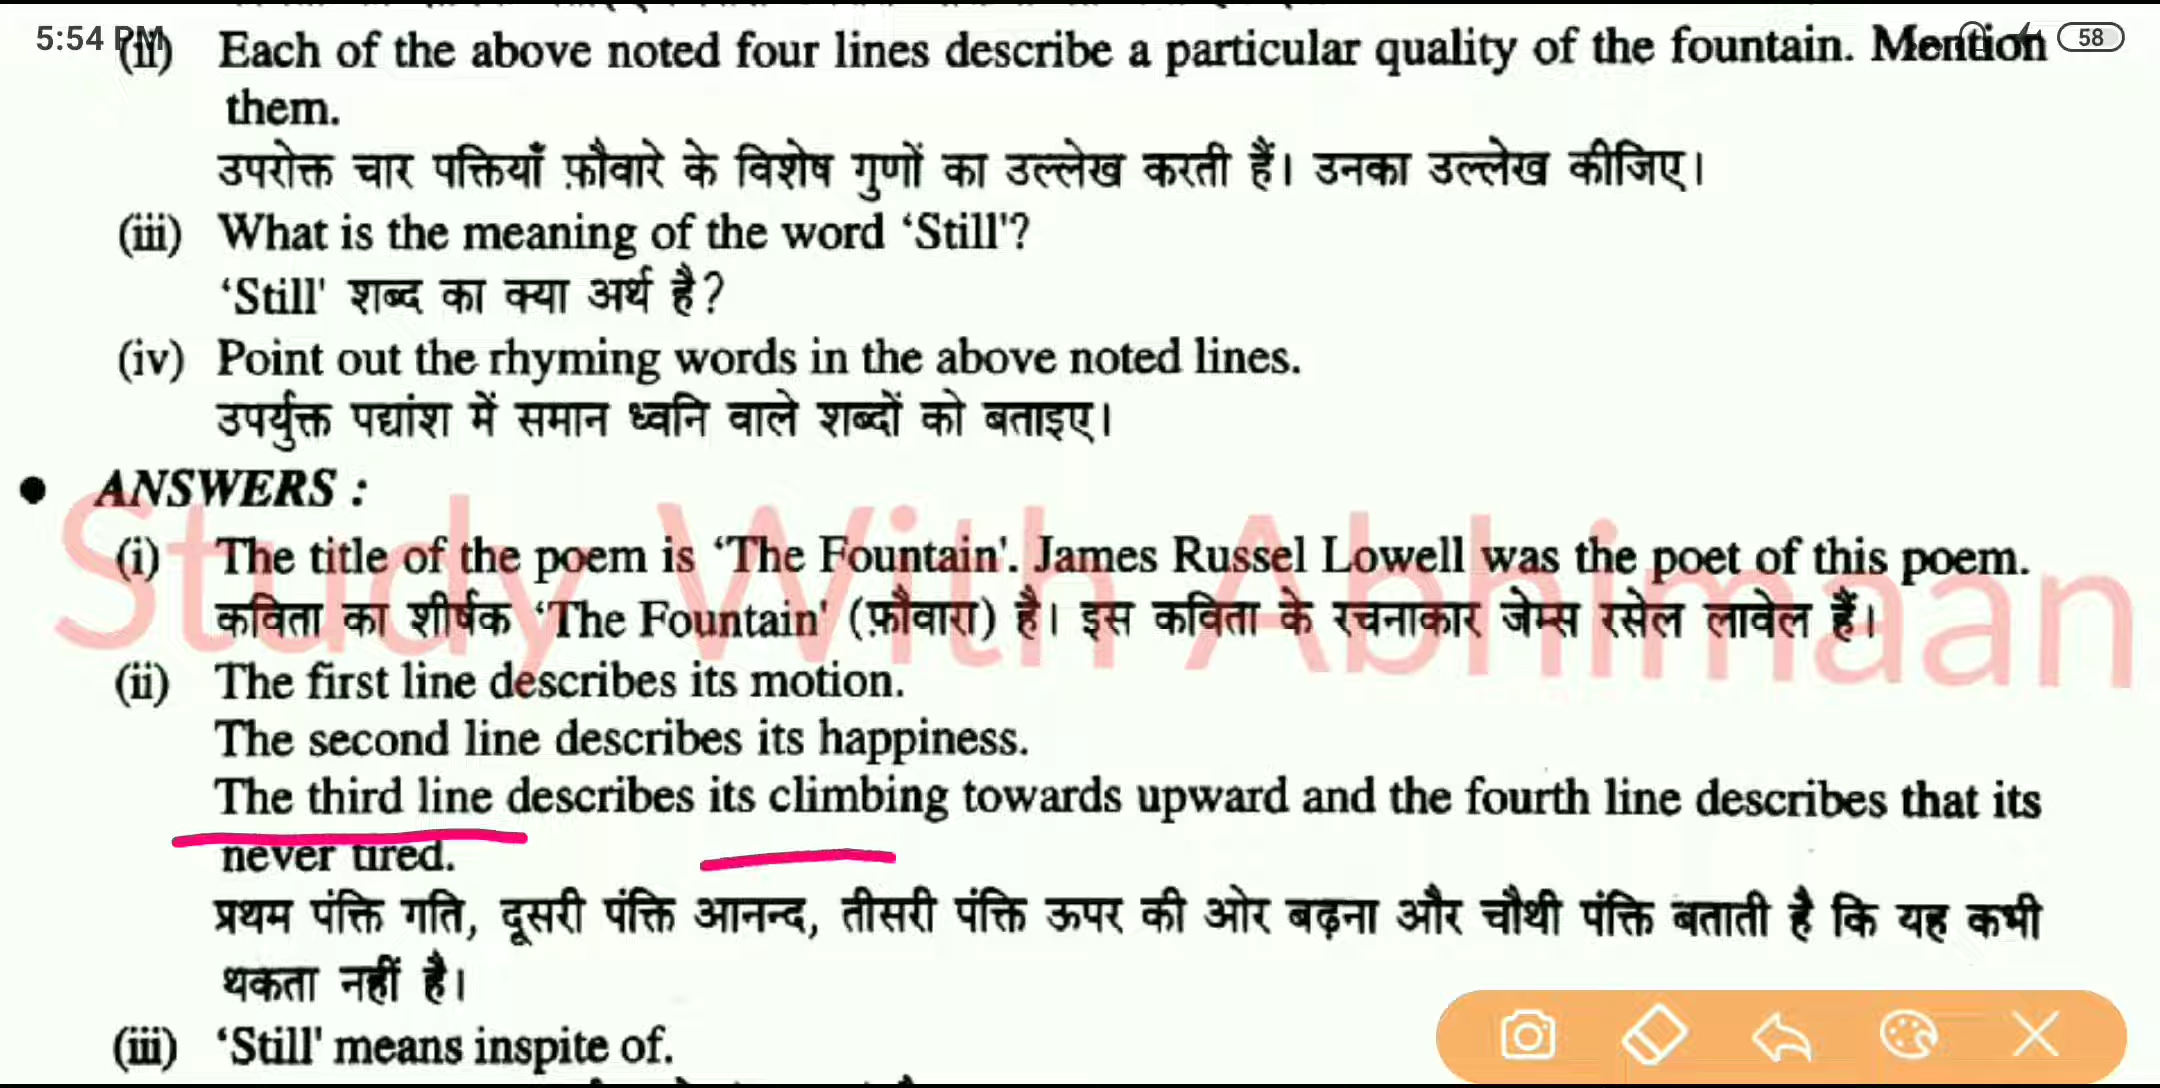 5:54 PM
58
(ii) Each of the above noted four lines describe a particular quality of the fountain. Mention
them.
उपरोक्त चार पक्तियाँ फ़ौवारे के विशेष गुणों का उल्लेख करती हैं। उनका उल्लेख कीजिए।
(iii) What is the meaning of the word ‘Still'?
‘Still' शब्द का क्या अर्थ है?
(iv) Point out the rhyming words in the above noted lines.
उपर्युक्त पद्यांश में समान ध्वनि वाले शब्दों को बताइए।
• ANSWERS :
Study With Abhimaan
(i) The title of the poem is ‘The Fountain'. James Russel Lowell was the poet of this poem.
कविता का शीर्षक ‘The Fountain' (फ़ौवारा) है। इस कविता के रचनाकार जेम्स रसेल लावेल हैं।
(ii) The first line describes its motion.
The second line describes its happiness.
The third line describes its climbing towards upward and the fourth line describes that its
never tired.
प्रथम पंक्ति गति, दूसरी पंक्ति आनन्द, तीसरी पंक्ति ऊपर की ओर बढ़ना और चौथी पंक्ति बताती है कि यह कभी
थकता नहीं है।
(iii) ‘Still' means inspite of.